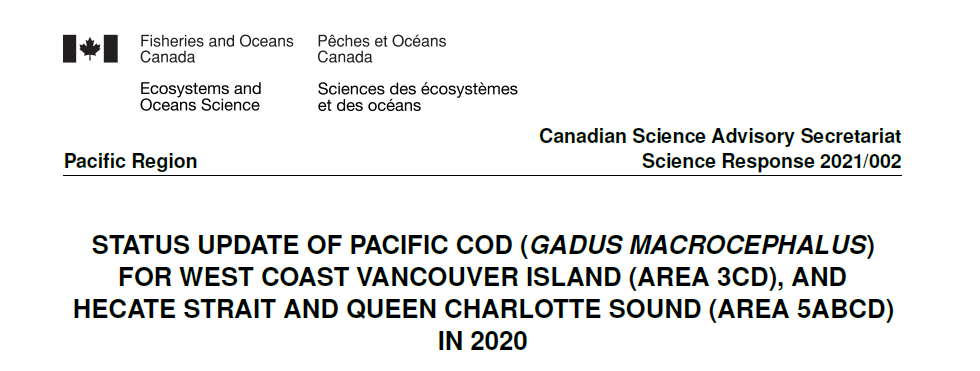 Fisheries and Oceans
Canada
Pêches et Océans
Canada
Ecosystems and
Oceans Science
Sciences des écosystèmes
et des océans
Canadian Science Advisory Secretariat
Pacific Region
Science Response 2021/002
STATUS UPDATE OF PACIFIC COD (GADUS MACROCEPHALUS)
FOR WEST COAST VANCOUVER ISLAND (AREA 3CD), AND
HECATE STRAIT AND QUEEN CHARLOTTE SOUND (AREA 5ABCD)
IN 2020